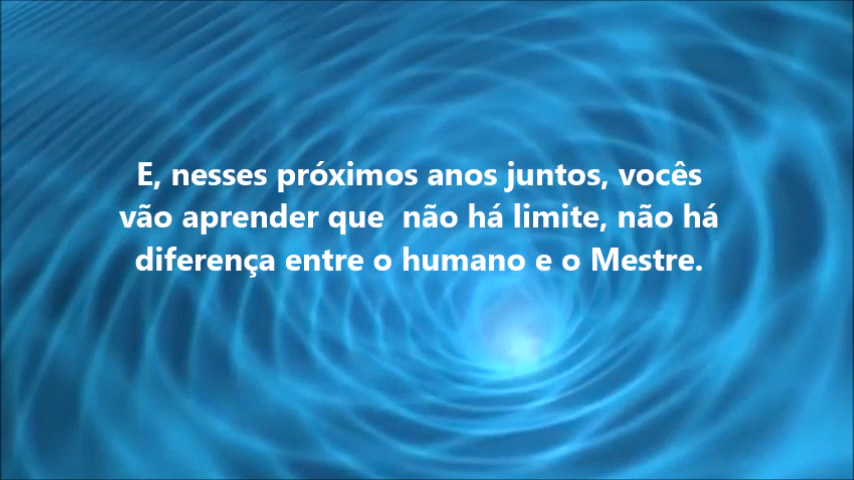 E, nesses próximos anos juntos, vocês
vão aprender que  não há limite, não há
diferença entre o humano e o Mestre.